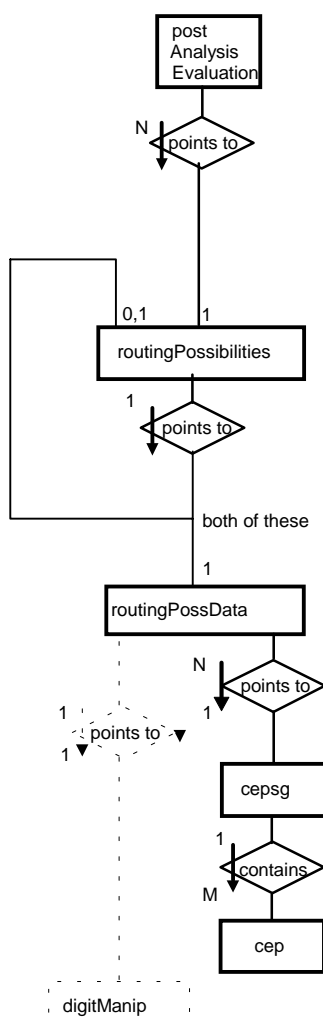 post
Analysis
Evaluation
N
points to
0,1
1
routingPossibilities
1
points to
both of these
1
routingPossData
N
points to
1
1
points to
1
cepsg
1
contains
M
cep
digitManip